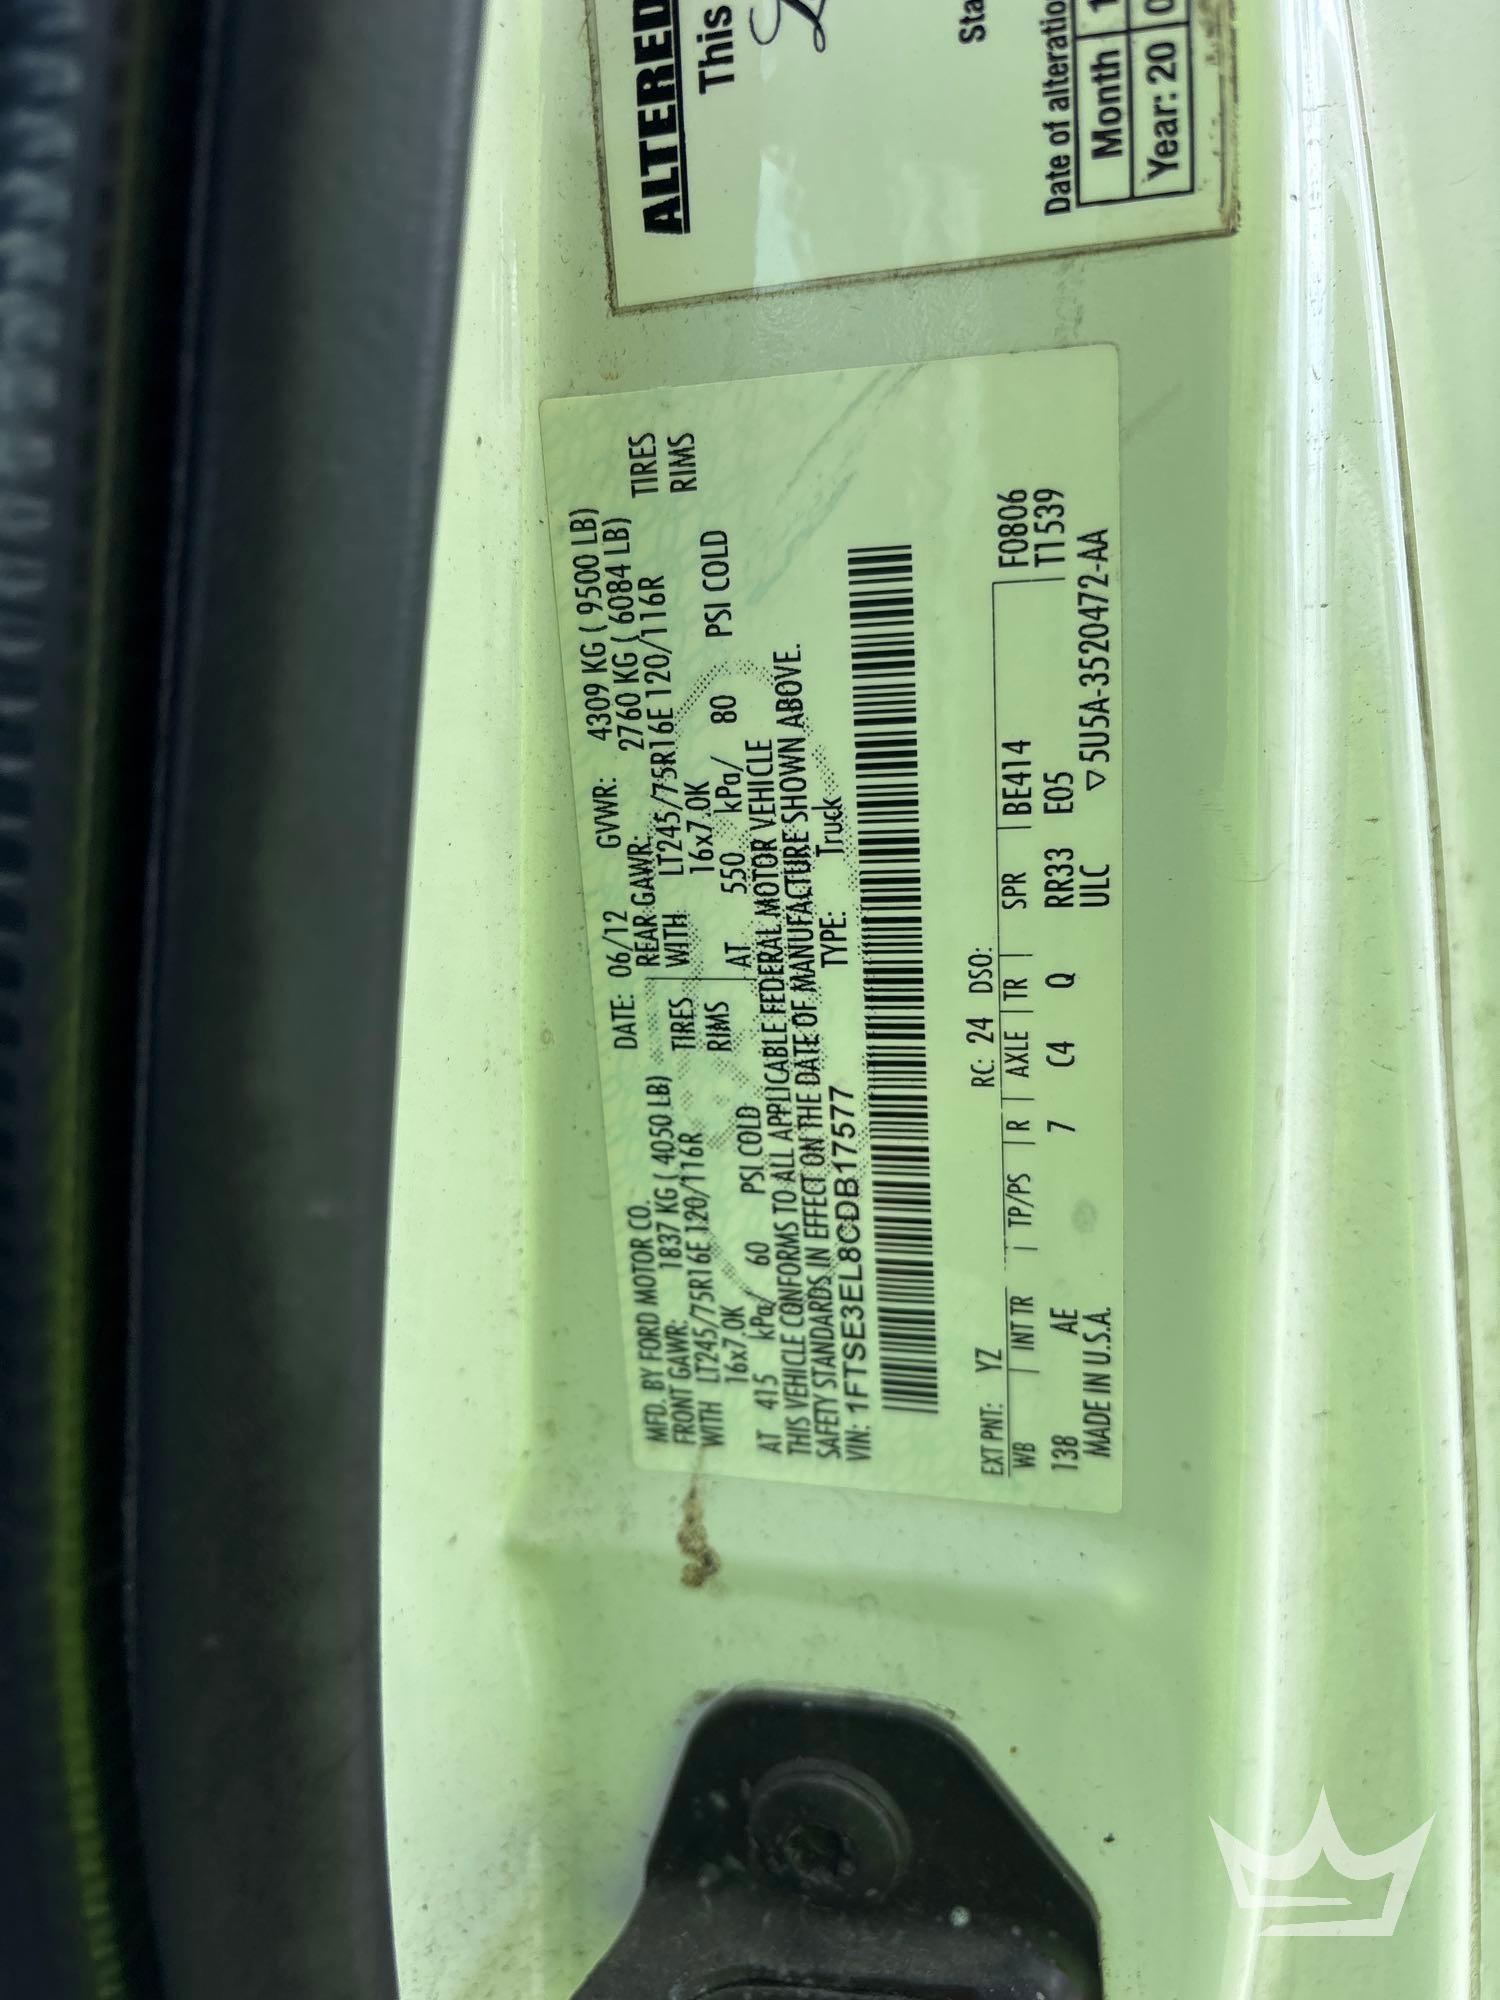 MFD. BY FORD MOTOR CO. DATE: 06/12 GVWR: 4309 KG ( 9500 LB)
FRONT GAWR: 1837 KG ( 4050 LB) REAR GAWR: 2760 KG ( 6084 LB)
WITH LT245/75R16E 120/116R TIRES WITH LT245/75R16E 120/116R TIRES
16x7.0K RIMS 16x7.0K RIMS
AT 415 kPa/ 60 PSI COLD AT 550 kPa/ 80 PSI COLD
THIS VEHICLE CONFORMS TO ALL APPLICABLE FEDERAL MOTOR VEHICLE
SAFETY STANDARDS IN EFFECT ON THE DATE OF MANUFACTURE SHOWN ABOVE.
VIN: 1FTSE3EL8CDB17577 TYPE: Truck
EXT PNT: YZ RC: 24 DSO:
WB INT TR TP/PS R AXLE TR SPR BE414 F0806
138 AE 7 C4 Q RR33 E05 T1539
MADE IN U.S.A. ULC ▽5U5A-3520472-AA
ALTERED
This
Sta
Date of alteration
Month 1
Year: 20 0